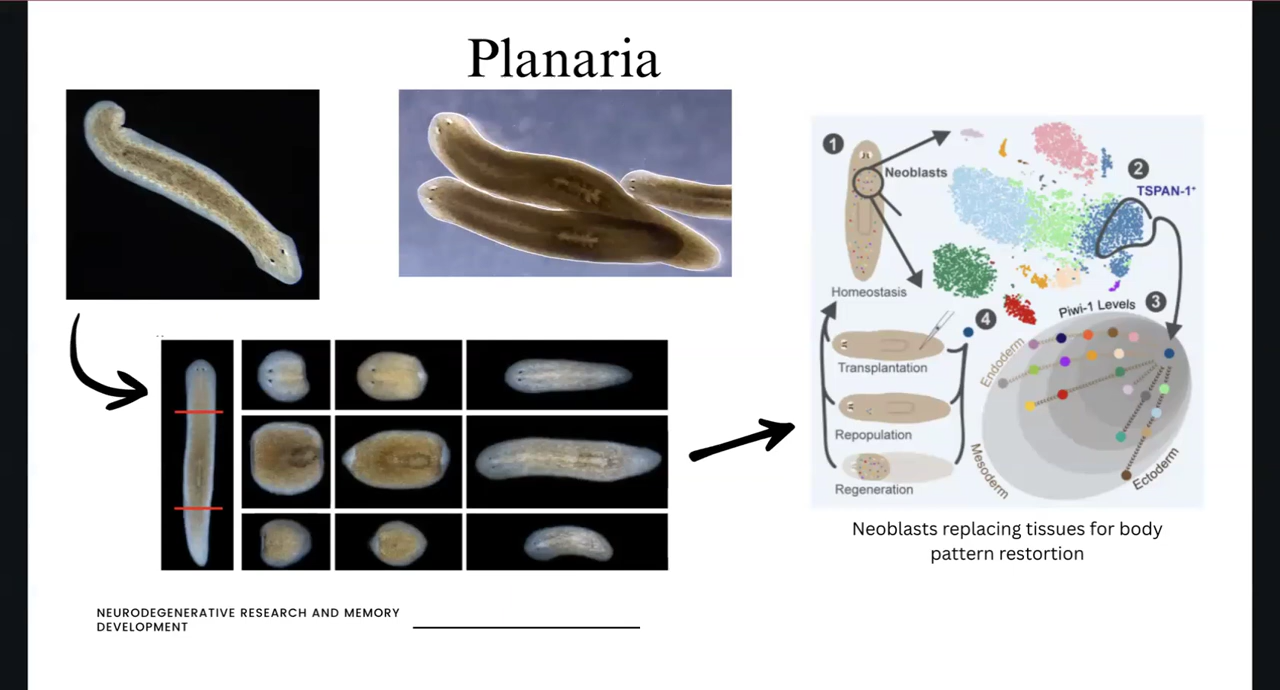 Planaria
1
Neoblasts
2
TSPAN-1+
Homeostasis
Piwi-1 Levels
3
4
Endoderm
Transplantation
Repopulation
Mesoderm
Ectoderm
Regeneration
Neoblasts replacing tissues for body
pattern restortion
NEURODEGENERATIVE RESEARCH AND MEMORY
DEVELOPMENT